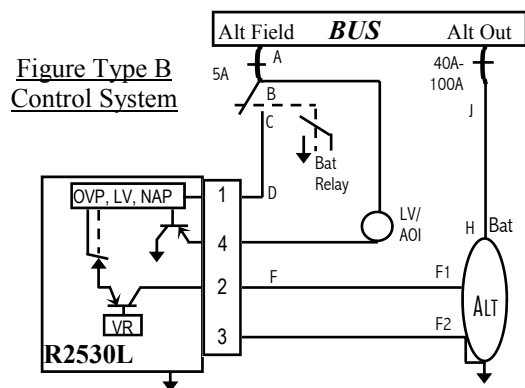 Alt Field BUS Alt Out
A
5A
40A-
100A
Figure Type B
Control System
B
C
J
Bat
Relay
OVP, LV, NAP
1
D
LV/
AOI
H Bat
4
2
F
F1
ALT
VR
3
F2
R2530L